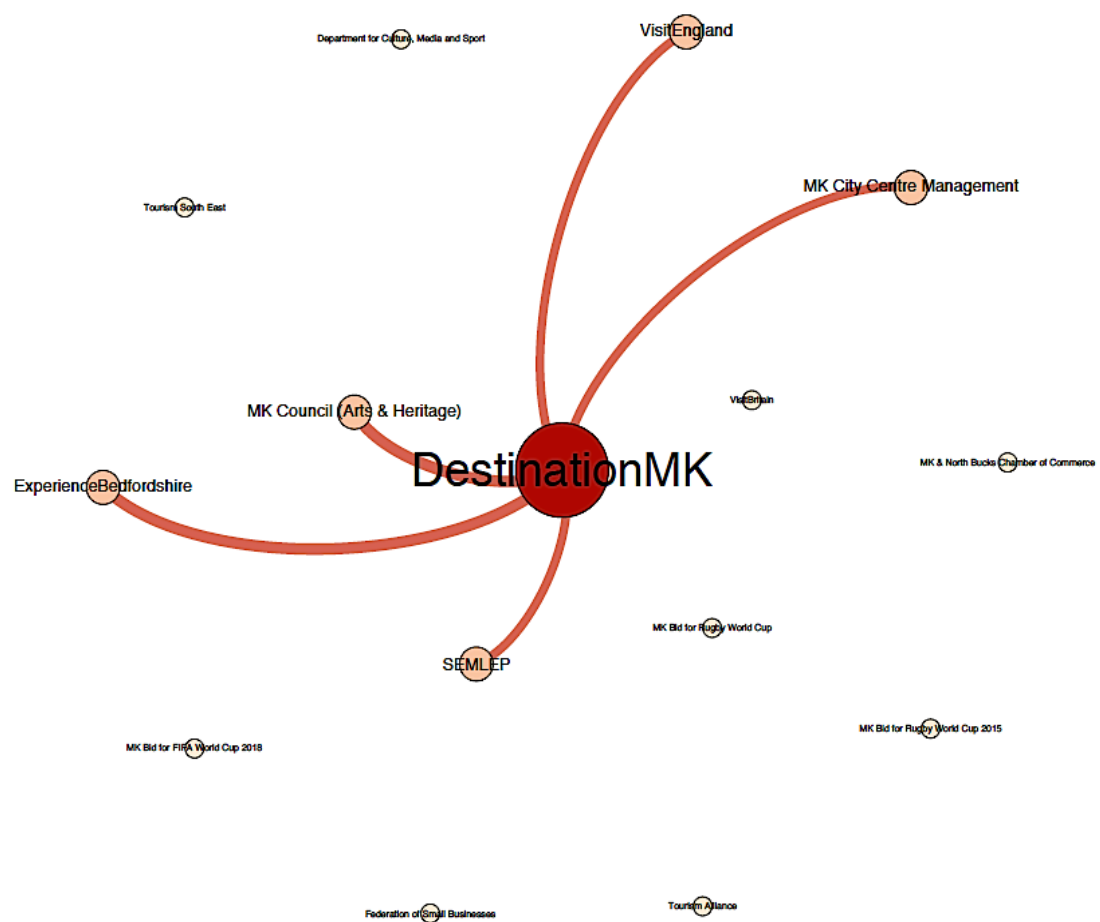 VisitEngland
Department for Culture, Media and Sport
MK City Centre Management
Tourism South East
VisitBritain
MK Council (Arts & Heritage)
MK & North Bucks Chamber of Commerce
DestinationMK
ExperienceBedfordshire
MK Bid for Rugby World Cup
SEMLEP
MK Bid for Rugby World Cup 2015
MK Bid for FIFA World Cup 2018
Tourism Alliance
Federation of Small Businesses